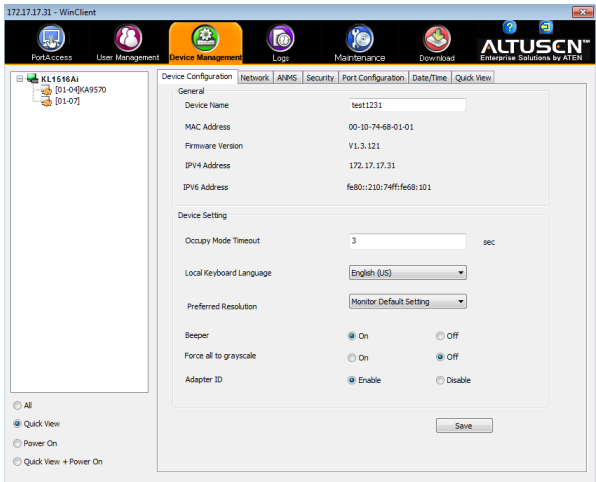 172.17.17.31 - WinClient
PortAccess User Management Device Management Logs Maintenance Download
ALTUSEN™
Enterprise Solutions by ATEN
KL1516Ai
[01-04]KA9570
[01-07]
Device Configuration Network ANMS Security Port Configuration Date/Time Quick View
General
Device Name test1231
MAC Address 00-10-74-68-01-01
Firmware Version V1.3.121
IPV4 Address 172.17.17.31
IPV6 Address fe80::210:74ff:fe68:101
Device Setting
Occupy Mode Timeout 3 sec
Local Keyboard Language English (US)
Preferred Resolution Monitor Default Setting
Beeper On Off
Force all to grayscale On Off
Adapter ID Enable Disable
Save
All
Quick View
Power On
Quick View + Power On